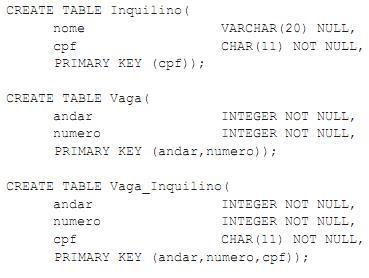 CREATE TABLE Inquilino(
nome VARCHAR(20) NULL,
cpf CHAR(11) NOT NULL,
PRIMARY KEY (cpf));
CREATE TABLE Vaga(
andar INTEGER NOT NULL,
numero INTEGER NOT NULL,
PRIMARY KEY (andar,numero));
CREATE TABLE Vaga_Inquilino(
andar INTEGER NOT NULL,
numero INTEGER NOT NULL,
cpf CHAR(11) NOT NULL,
PRIMARY KEY (andar,numero,cpf));